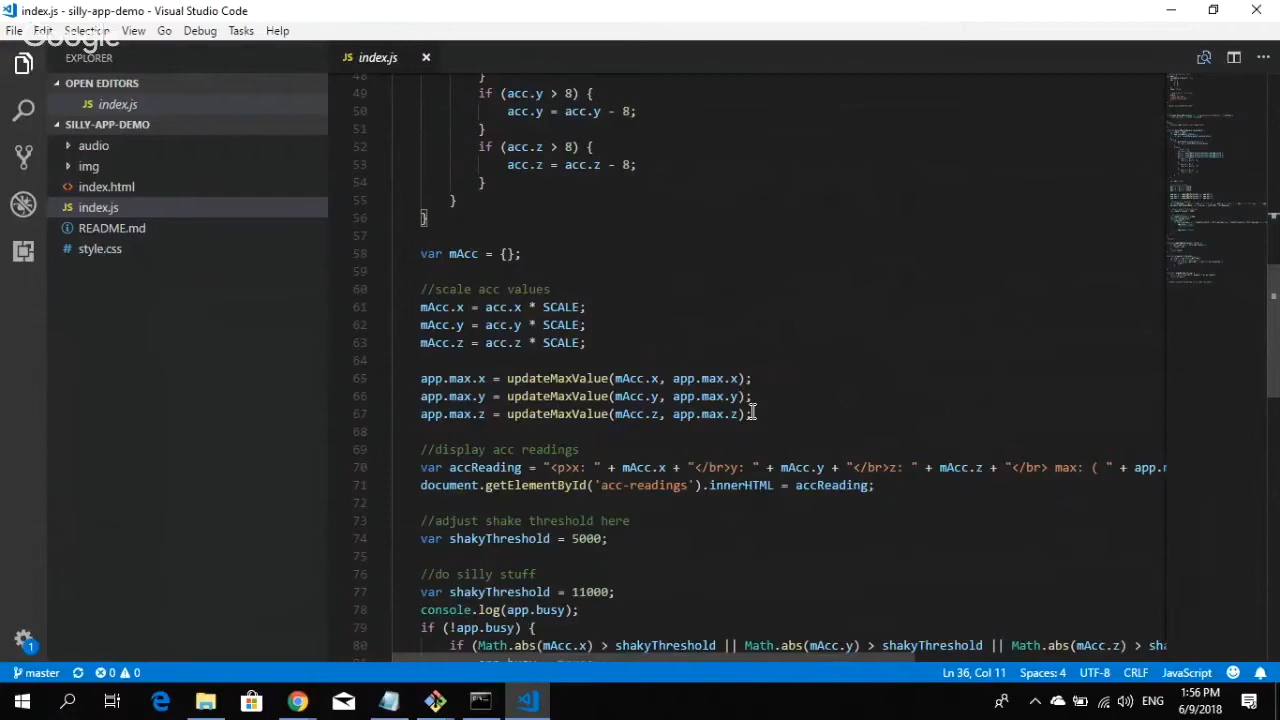 index.js - silly-app-demo - Visual Studio Code
File Edit Selection View Go Debug Tasks Help
Google
EXPLORER
JS index.js
OPEN EDITORS
JS index.js
SILLY-APP-DEMO
audio
img
<> index.html
JS index.js
README.md
# style.css
48 }
49 if (acc.y > 8) {
50 acc.y = acc.y - 8;
51 }
52 if (acc.z > 8) {
53 acc.z = acc.z - 8;
54 }
55 }
56 }
57
58 var mAcc = {};
59
60 //scale acc values
61 mAcc.x = acc.x * SCALE;
62 mAcc.y = acc.y * SCALE;
63 mAcc.z = acc.z * SCALE;
64
65 app.max.x = updateMaxValue(mAcc.x, app.max.x);
66 app.max.y = updateMaxValue(mAcc.y, app.max.y);
67 app.max.z = updateMaxValue(mAcc.z, app.max.z);
68
69 //display acc readings
70 var accReading = "<p>x: " + mAcc.x + "</br>y: " + mAcc.y + "</br>z: " + mAcc.z + "</br> max: ( " + app.
71 document.getElementById('acc-readings').innerHTML = accReading;
72
73 //adjust shake threshold here
74 var shakyThreshold = 5000;
75
76 //do silly stuff
77 var shakyThreshold = 11000;
78 console.log(app.busy);
79 if (!app.busy) {
80 if (Math.abs(mAcc.x) > shakyThreshold || Math.abs(mAcc.y) > shakyThreshold || Math.abs(mAcc.z) > sha
master 0 0 Ln 36, Col 11 Spaces: 4 UTF-8 CRLF JavaScript
1
ENG 1:56 PM
6/9/2018